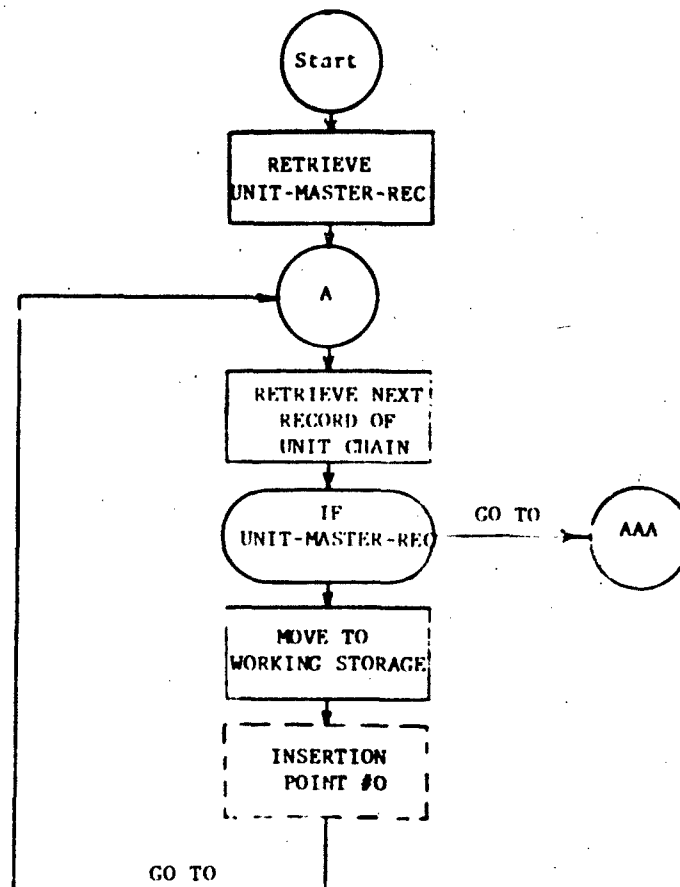 Start
RETRIEVE
UNIT-MASTER-REC
A
RETRIEVE NEXT
RECORD OF
UNIT CHAIN
IF
UNIT-MASTER-REC
GO TO
AAA
MOVE TO
WORKING STORAGE
INSERTION
POINT #0
GO TO